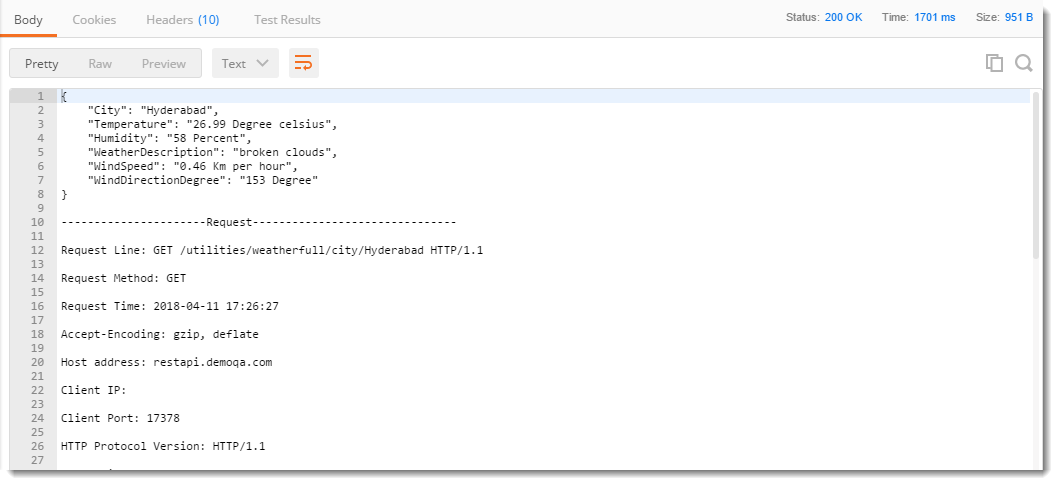 Body Cookies Headers (10) Test Results Status: 200 OK Time: 1701 ms Size: 951 B
Pretty Raw Preview Text
1 {
2 "City": "Hyderabad",
3 "Temperature": "26.99 Degree celsius",
4 "Humidity": "58 Percent",
5 "WeatherDescription": "broken clouds",
6 "WindSpeed": "0.46 Km per hour",
7 "WindDirectionDegree": "153 Degree"
8 }
9
10 ----------------------Request-------------------------------
11
12 Request Line: GET /utilities/weatherfull/city/Hyderabad HTTP/1.1
13
14 Request Method: GET
15
16 Request Time: 2018-04-11 17:26:27
17
18 Accept-Encoding: gzip, deflate
19
20 Host address: restapi.demoqa.com
21
22 Client IP:
23
24 Client Port: 17378
25
26 HTTP Protocol Version: HTTP/1.1
27